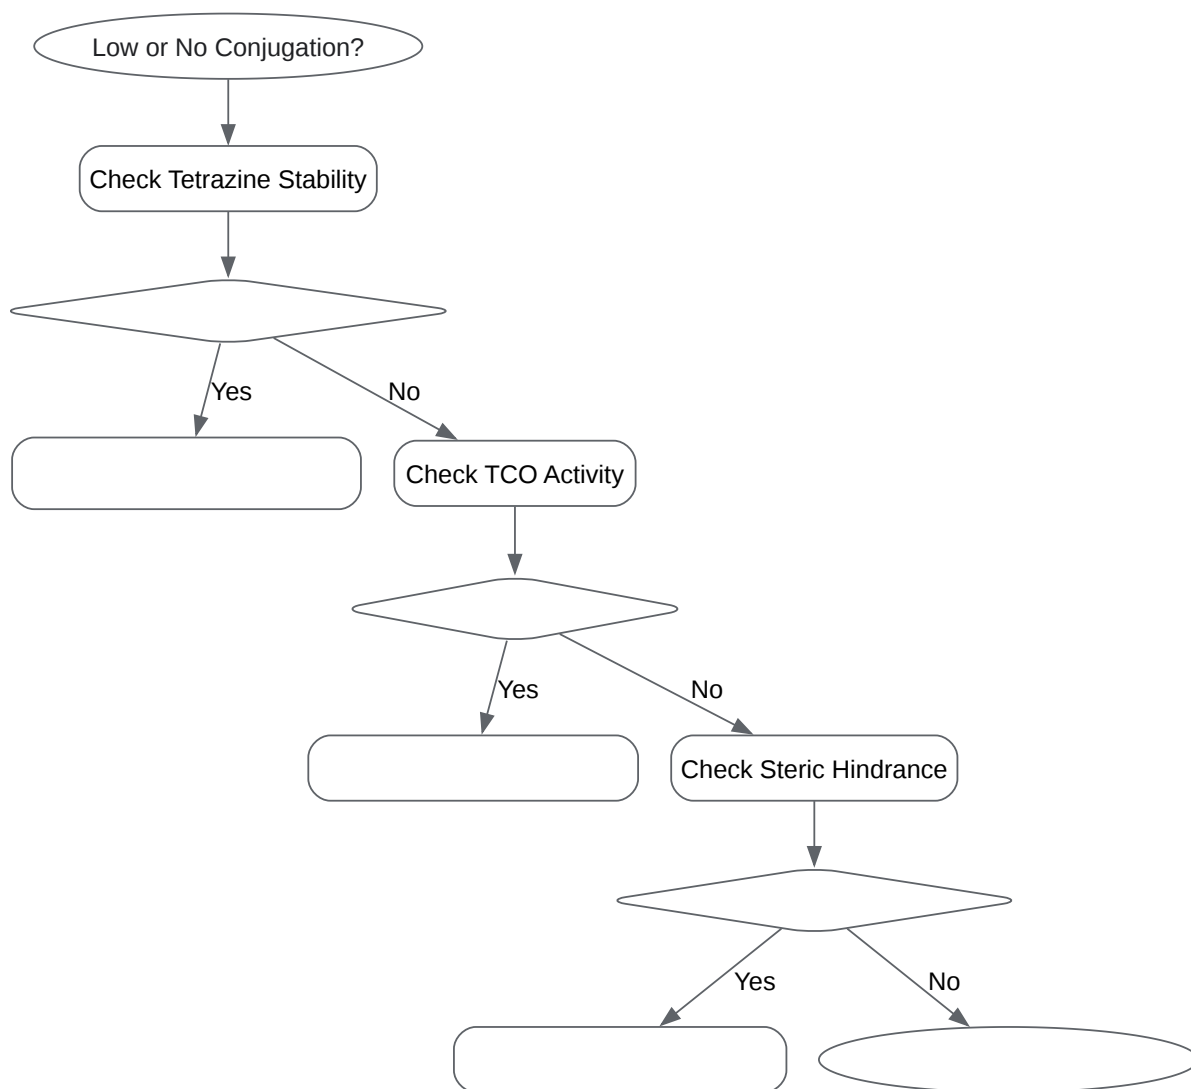 Low or No Conjugation?
Check Tetrazine Stability
Yes
No
Check TCO Activity
Yes
No
Check Steric Hindrance
Yes
No